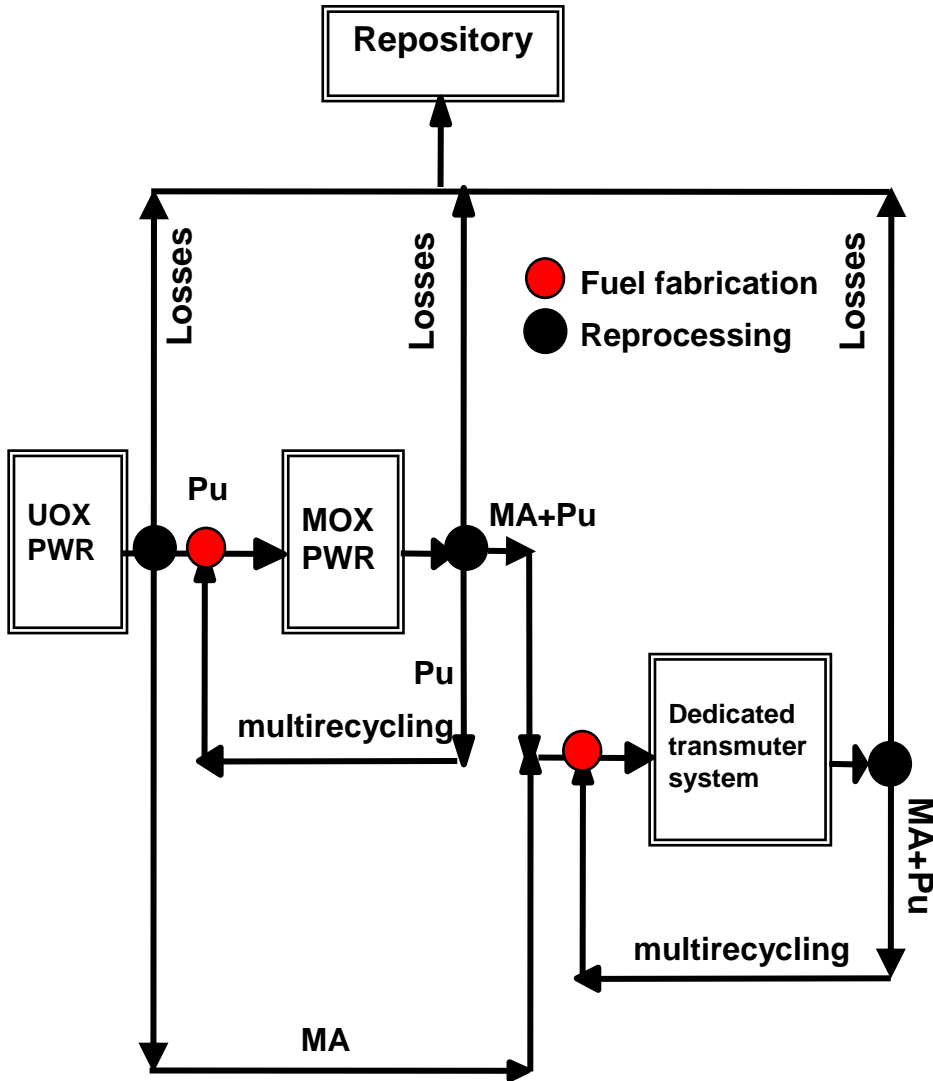 Repository
Losses
Losses
Losses
Fuel fabrication
Reprocessing
Pu
UOX
PWR
MOX
PWR
MA+Pu
Pu
multirecycling
Dedicated
transmuter
system
MA+Pu
multirecycling
MA